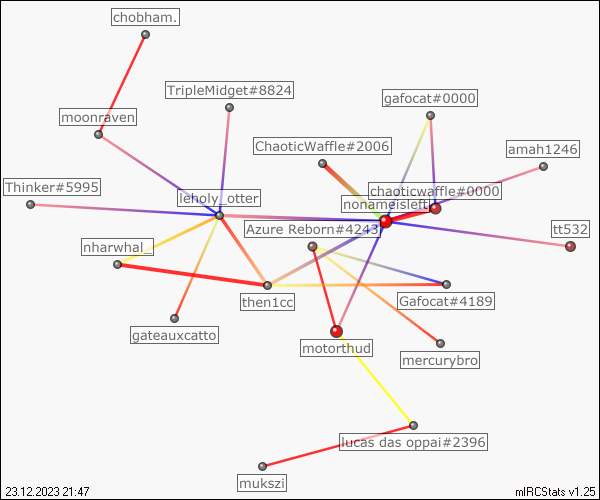 chobham.
TripleMidget#8824
gafocat#0000
moonraven
ChaoticWaffle#2006
amah1246
Thinker#5995
chaoticwaffle#0000
leholy_otter
nonameisleft
Azure Reborn#4243
tt532
nharwhal_
then1cc
Gafocat#4189
gateauxcatto
motorthud
mercurybro
lucas das oppai#2396
mukszi
23.12.2023 21:47
mIRCStats v1.25